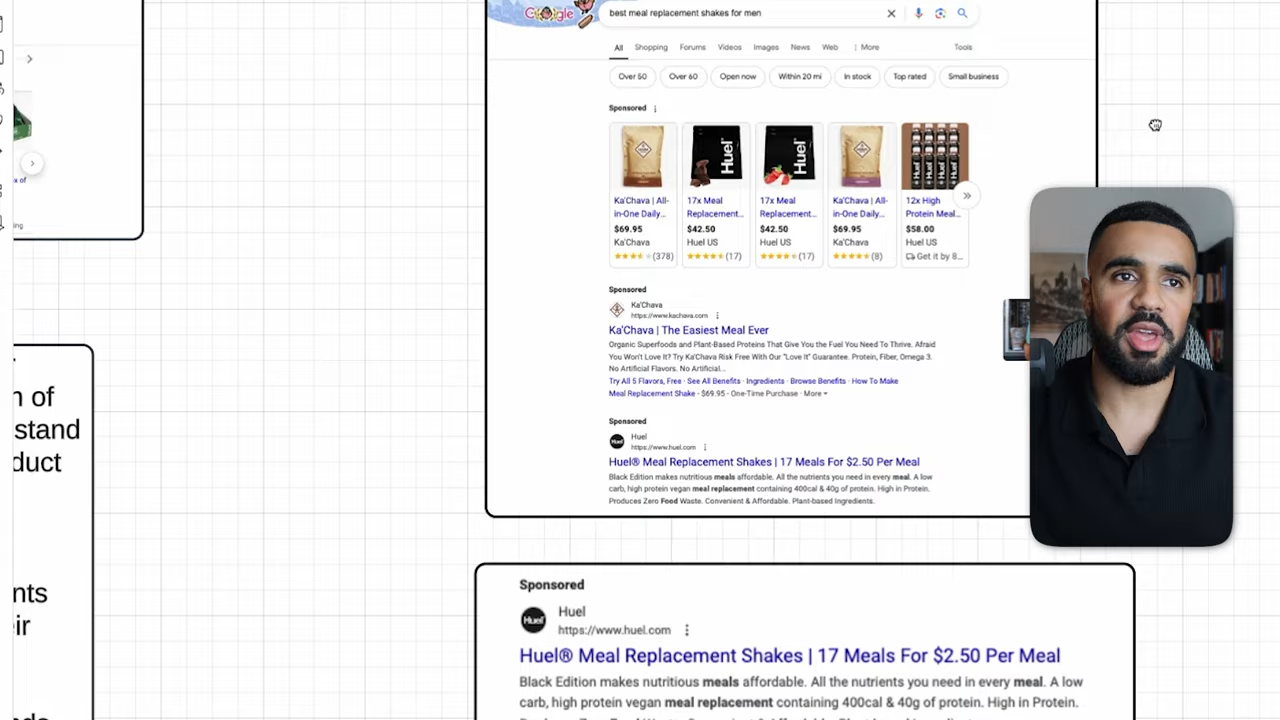 Google
best meal replacement shakes for men
All Shopping Forums Videos Images News Web More Tools
Over 50 Over 60 Open now Within 20 mi In stock Top rated Small business
Sponsored
Huel Huel
Ka'Chava | All-in-One Daily...
$69.95
Ka'Chava
(378)
17x Meal Replacement...
$42.50
Huel US
(17)
17x Meal Replacement...
$42.50
Huel US
(17)
Ka'Chava | All-in-One Daily...
$69.95
Ka'Chava
(8)
12x High Protein Meal...
$58.00
Huel US
Get it by 8...
Sponsored
Ka'Chava
https://www.kachava.com
Ka'Chava | The Easiest Meal Ever
Organic Superfoods and Plant-Based Proteins That Give You the Fuel You Need To Thrive. Afraid
You Won't Love It? Try Ka'Chava Risk Free With Our "Love It" Guarantee. Protein, Fiber, Omega 3.
No Artificial Flavors. No Artificial...
Try All 5 Flavors, Free · See All Benefits · Ingredients · Browse Benefits · How To Make
Meal Replacement Shake - $69.95 - One-Time Purchase · More
Sponsored
Huel
Huel
https://www.huel.com
Huel® Meal Replacement Shakes | 17 Meals For $2.50 Per Meal
Black Edition makes nutritious meals affordable. All the nutrients you need in every meal. A low
carb, high protein vegan meal replacement containing 400cal & 40g of protein. High in Protein.
Produces Zero Food Waste. Convenient & Affordable. Plant-based Ingredients.
n of
stand
duct
nts
eir
Sponsored
Huel
Huel
https://www.huel.com
Huel® Meal Replacement Shakes | 17 Meals For $2.50 Per Meal
Black Edition makes nutritious meals affordable. All the nutrients you need in every meal. A low
carb, high protein vegan meal replacement containing 400cal & 40g of protein. High in Protein.